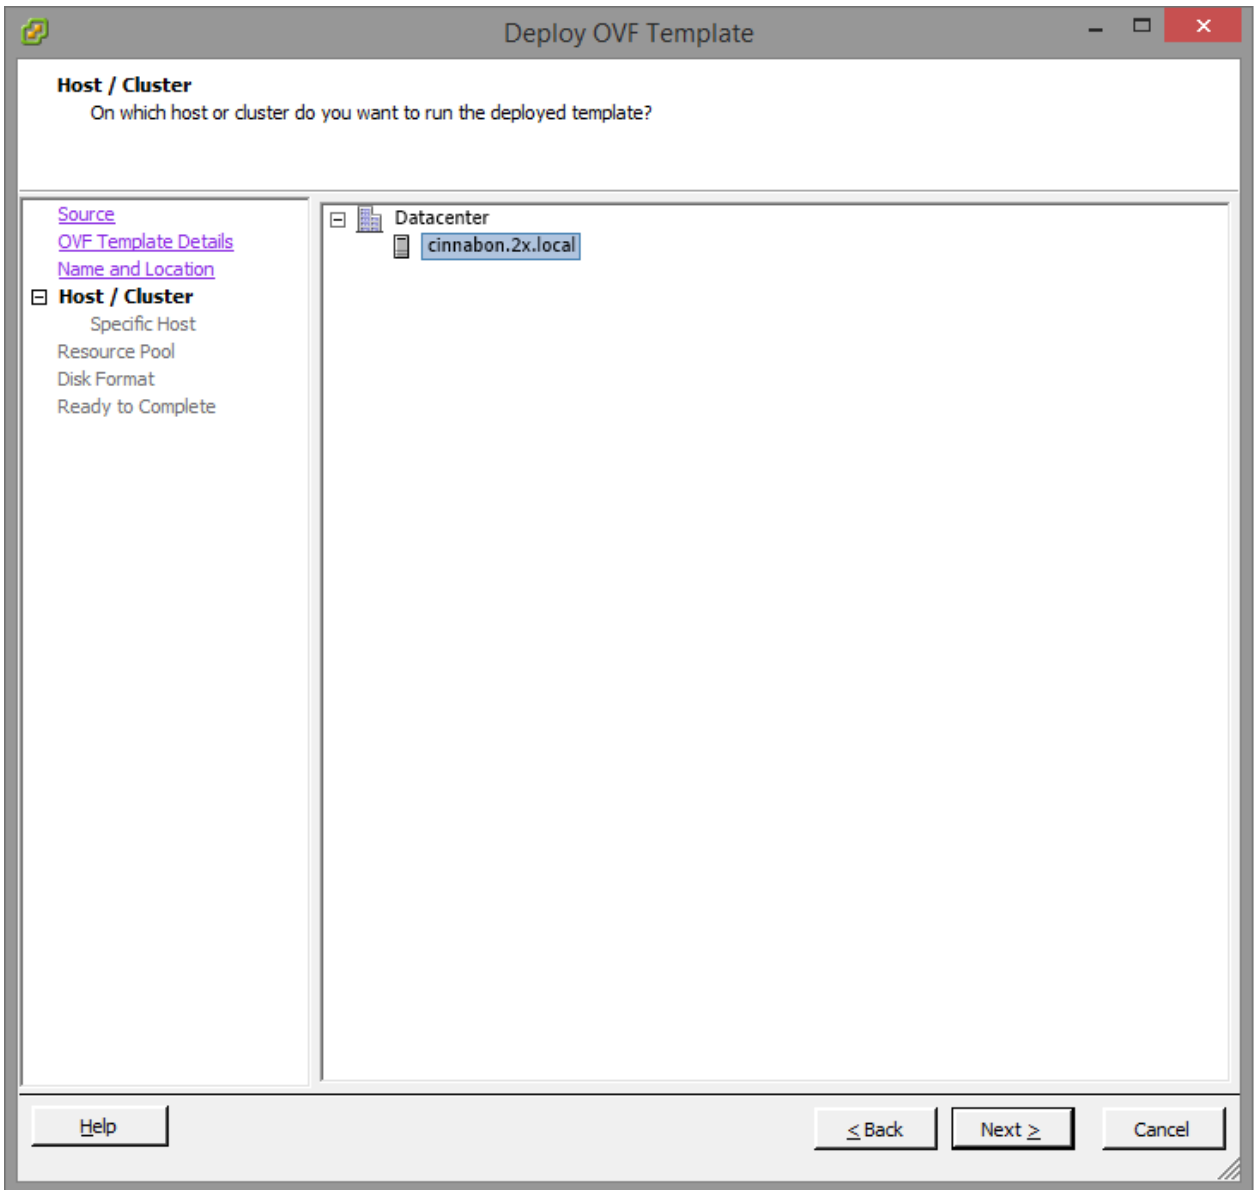 Deploy OVF Template
Host / Cluster
On which host or cluster do you want to run the deployed template?
Source
OVF Template Details
Name and Location
Host / Cluster
Specific Host
Resource Pool
Disk Format
Ready to Complete
Datacenter
cinnabon.2x.local
Help
≤ Back
Next ≥
Cancel